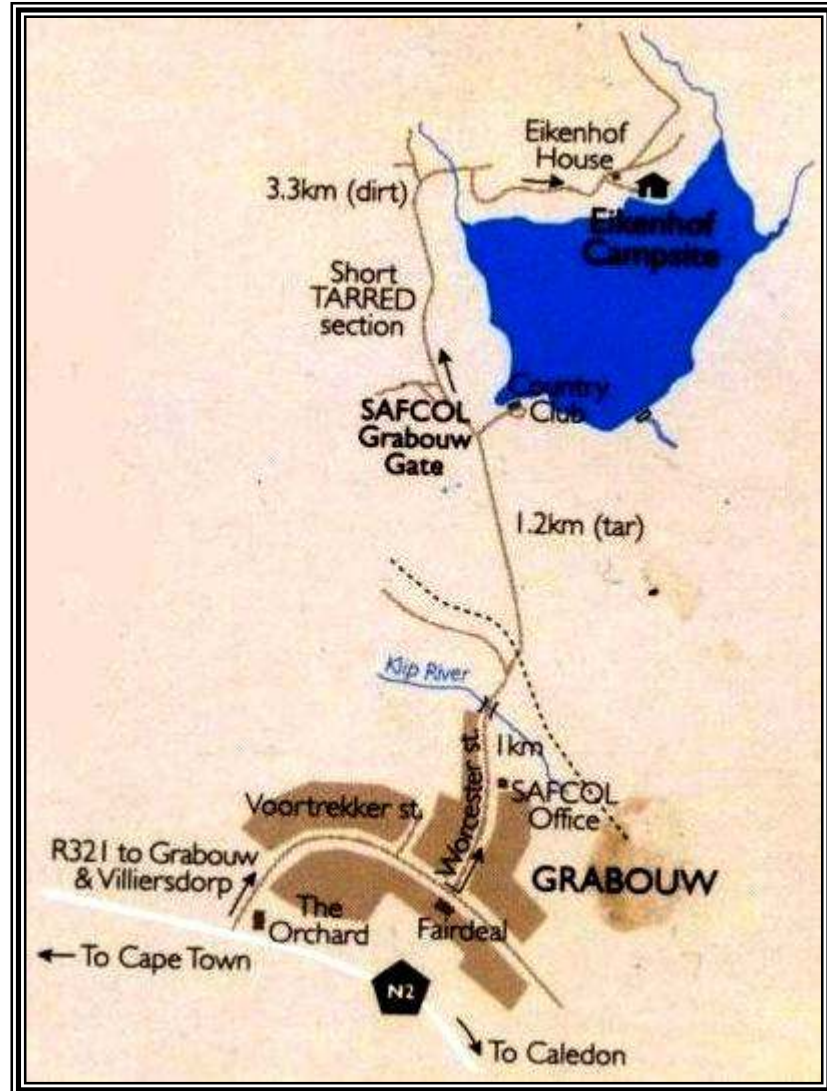 Eikenhof
House
3.3km (dirt)
Eikenhof
Campsite
Short
TARRED
section
Country
Club
SAFCOL
Grabouw
Gate
1.2km (tar)
Klip River
1km
Worcester st.
SAFCOL
Office
Voortrekker st.
R321 to Grabouw
& Villiersdorp
GRABOUW
The
Orchard
Fairdeal
To Cape Town
N2
To Caledon